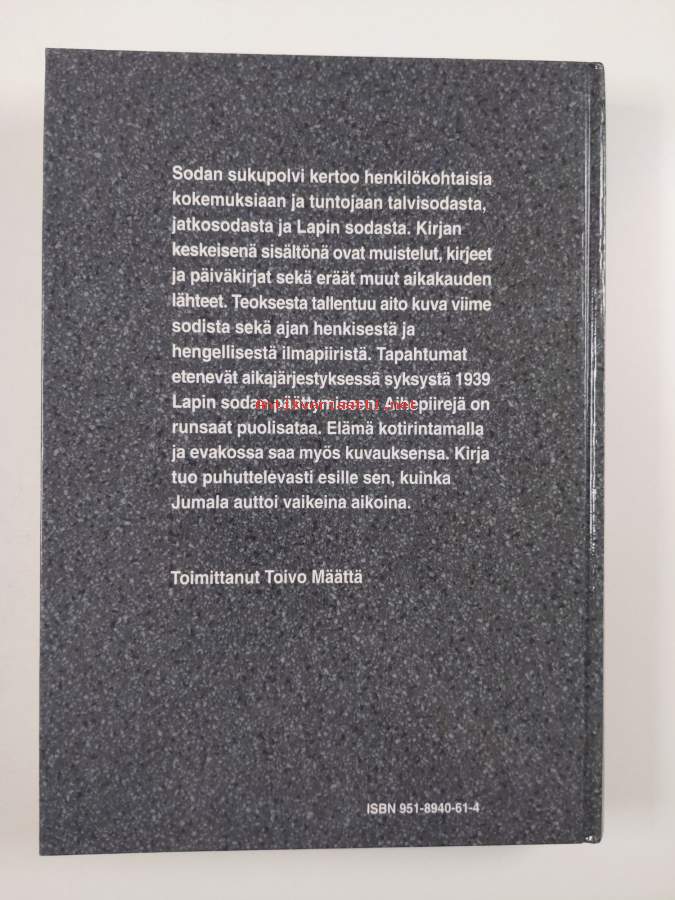 Sodan sukupolvi kertoo henkilökohtaisia
kokemuksiaan ja tuntojaan talvisodasta,
jatkosodasta ja Lapin sodasta. Kirjan
keskeisenä sisältönä ovat muistelut, kirjeet
ja päiväkirjat sekä eräät muut aikakauden
lähteet. Teoksesta tallentuu aito kuva viime
sodista sekä ajan henkisestä ja
hengellisestä ilmapiiristä. Tapahtumat
etenevät aikajärjestyksessä syksystä 1939
Lapin sodan päättymiseen. Aihepiirejä on
runsaat puolisataa. Elämä kotirintamalla
ja evakossa saa myös kuvauksensa. Kirja
tuo puhuttelevasti esille sen, kuinka
Jumala auttoi vaikeina aikoina.
Toimittanut Toivo Määttä
ISBN 951-8940-61-4